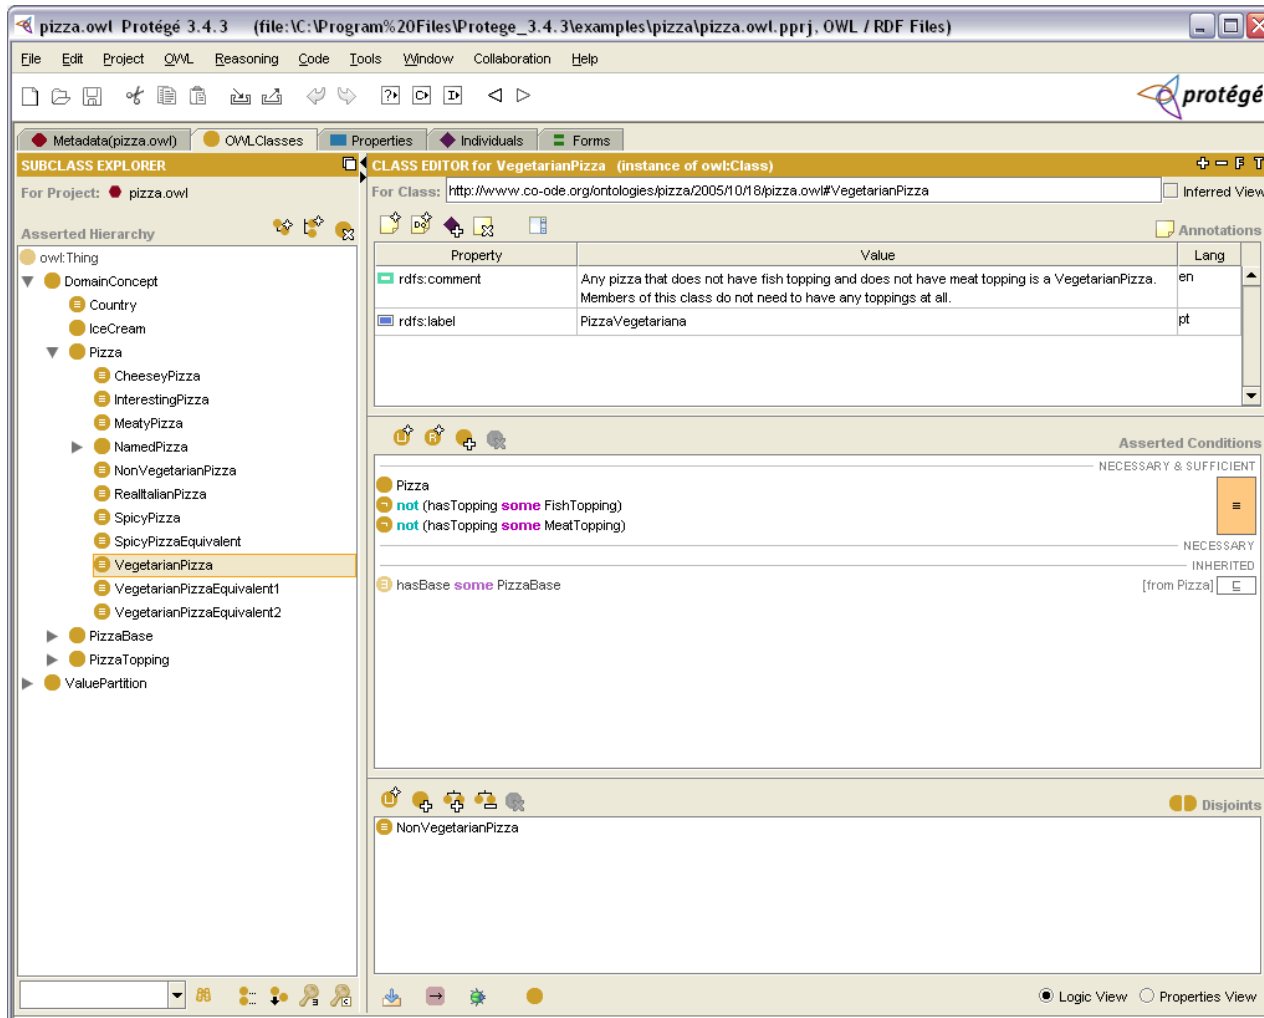 pizza.owl Protégé 3.4.3 (file:\C:\Program%20Files\Protege_3.4.3\examples\pizza\pizza.owl.pprj, OWL / RDF Files)
File Edit Project OWL Reasoning Code Tools Window Collaboration Help
protégé
Metadata(pizza.owl) OWLClasses Properties Individuals Forms
SUBCLASS EXPLORER
For Project: pizza.owl
Asserted Hierarchy
owl:Thing
DomainConcept
Country
IceCream
Pizza
CheeseyPizza
InterestingPizza
MeatyPizza
NamedPizza
NonVegetarianPizza
RealItalianPizza
SpicyPizza
SpicyPizzaEquivalent
VegetarianPizza
VegetarianPizzaEquivalent1
VegetarianPizzaEquivalent2
PizzaBase
PizzaTopping
ValuePartition
CLASS EDITOR for VegetarianPizza (instance of owl:Class)
For Class: http://www.co-ode.org/ontologies/pizza/2005/10/18/pizza.owl#VegetarianPizza Inferred View
Annotations
Property Value Lang
rdfs:comment Any pizza that does not have fish topping and does not have meat topping is a VegetarianPizza. en
Members of this class do not need to have any toppings at all.
rdfs:label PizzaVegetariana pt
Asserted Conditions
NECESSARY & SUFFICIENT
Pizza
not (hasTopping some FishTopping)
not (hasTopping some MeatTopping)
NECESSARY
INHERITED
hasBase some PizzaBase [from Pizza]
Disjoints
NonVegetarianPizza
Logic View Properties View